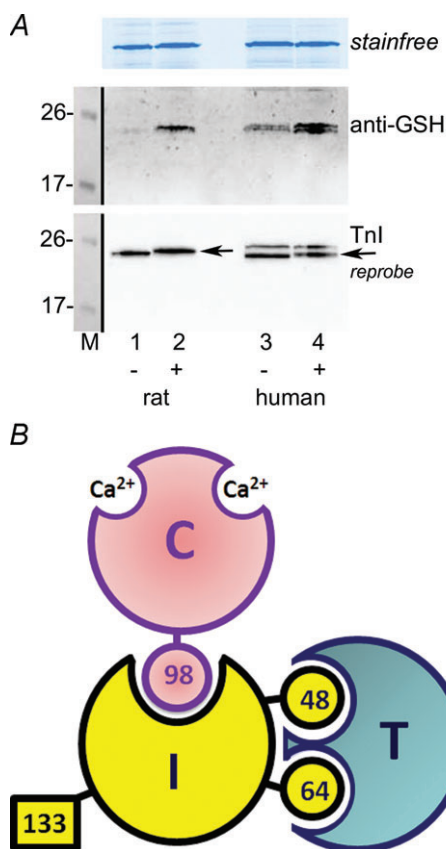 A
stainfree
26-
anti-GSH
17-
26-
TnI
reprobe
17-
M 1 2 3 4
- + - +
rat human
B
Ca2+ Ca2+
C
98
48
I T
64
133